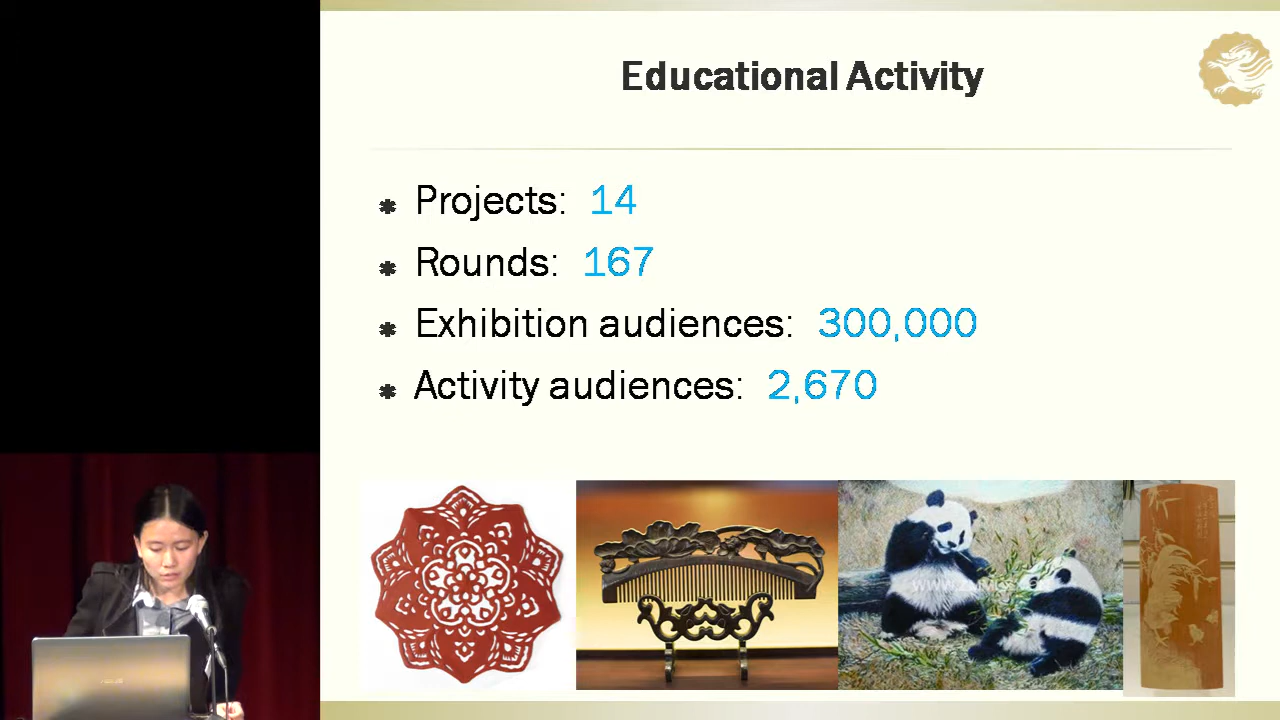 Educational Activity
Projects: 14
Rounds: 167
Exhibition audiences: 300,000
Activity audiences: 2,670